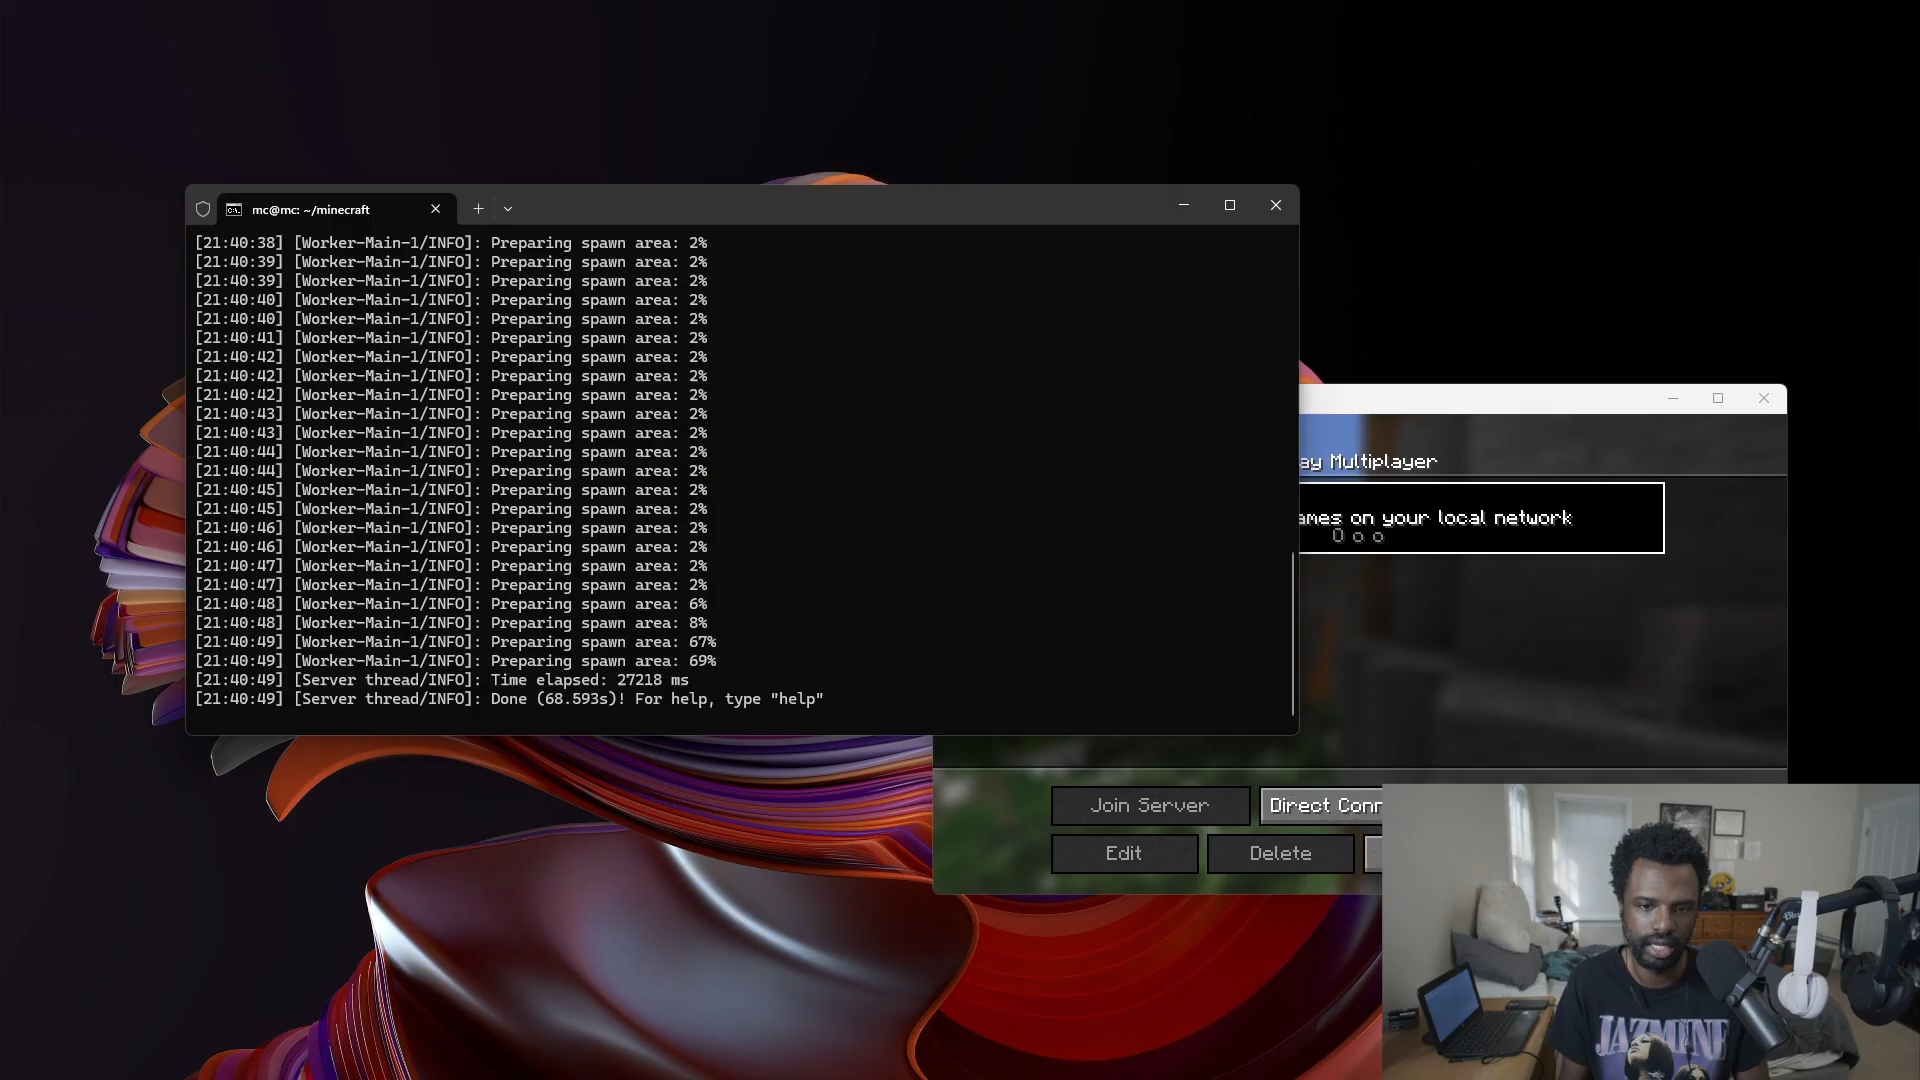 mc@mc: ~/minecraft
[21:40:38] [Worker-Main-1/INFO]: Preparing spawn area: 2%
[21:40:39] [Worker-Main-1/INFO]: Preparing spawn area: 2%
[21:40:39] [Worker-Main-1/INFO]: Preparing spawn area: 2%
[21:40:40] [Worker-Main-1/INFO]: Preparing spawn area: 2%
[21:40:40] [Worker-Main-1/INFO]: Preparing spawn area: 2%
[21:40:41] [Worker-Main-1/INFO]: Preparing spawn area: 2%
[21:40:42] [Worker-Main-1/INFO]: Preparing spawn area: 2%
[21:40:42] [Worker-Main-1/INFO]: Preparing spawn area: 2%
[21:40:42] [Worker-Main-1/INFO]: Preparing spawn area: 2%
[21:40:43] [Worker-Main-1/INFO]: Preparing spawn area: 2%
[21:40:43] [Worker-Main-1/INFO]: Preparing spawn area: 2%
[21:40:44] [Worker-Main-1/INFO]: Preparing spawn area: 2%
[21:40:44] [Worker-Main-1/INFO]: Preparing spawn area: 2%
[21:40:45] [Worker-Main-1/INFO]: Preparing spawn area: 2%
[21:40:45] [Worker-Main-1/INFO]: Preparing spawn area: 2%
[21:40:46] [Worker-Main-1/INFO]: Preparing spawn area: 2%
[21:40:46] [Worker-Main-1/INFO]: Preparing spawn area: 2%
[21:40:47] [Worker-Main-1/INFO]: Preparing spawn area: 2%
[21:40:47] [Worker-Main-1/INFO]: Preparing spawn area: 2%
[21:40:48] [Worker-Main-1/INFO]: Preparing spawn area: 6%
[21:40:48] [Worker-Main-1/INFO]: Preparing spawn area: 8%
[21:40:49] [Worker-Main-1/INFO]: Preparing spawn area: 67%
[21:40:49] [Worker-Main-1/INFO]: Preparing spawn area: 69%
[21:40:49] [Server thread/INFO]: Time elapsed: 27218 ms
[21:40:49] [Server thread/INFO]: Done (68.593s)! For help, type "help"
ay Multiplayer
ames on your local network
O o o
Join Server
Direct Conn
Edit
Delete
JAZMINE